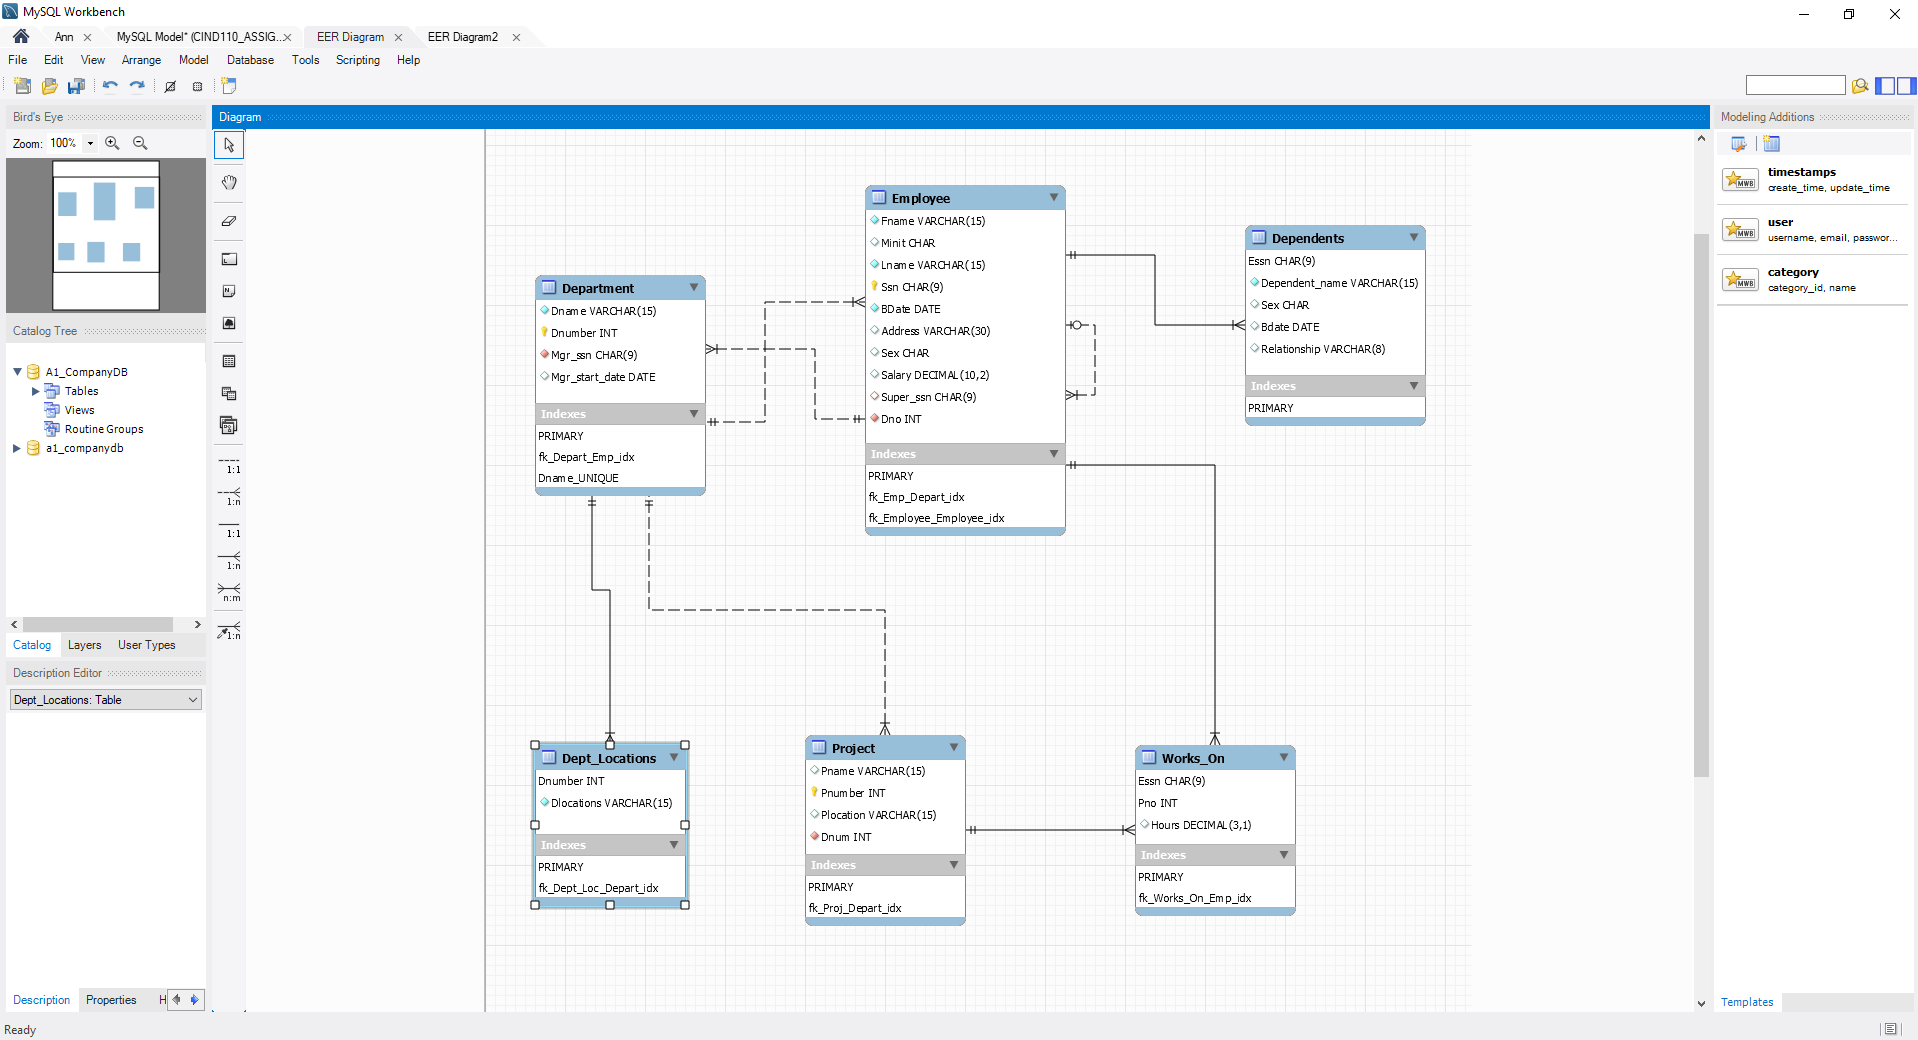 MySQL Workbench
Ann
MySQL Model* (CIND110_ASSIG...
EER Diagram
EER Diagram2
File Edit View Arrange Model Database Tools Scripting Help
Bird's Eye
Zoom: 100%
Catalog Tree
A1_CompanyDB
Tables
Views
Routine Groups
a1_companydb
Catalog Layers User Types
Description Editor
Dept_Locations: Table
Description Properties H
Ready
Diagram
1:1
1:n
1:1
1:n
n:m
1:n
Department
Dname VARCHAR(15)
Dnumber INT
Mgr_ssn CHAR(9)
Mgr_start_date DATE
Indexes
PRIMARY
fk_Depart_Emp_idx
Dname_UNIQUE
Employee
Fname VARCHAR(15)
Minit CHAR
Lname VARCHAR(15)
Ssn CHAR(9)
BDate DATE
Address VARCHAR(30)
Sex CHAR
Salary DECIMAL(10,2)
Super_ssn CHAR(9)
Dno INT
Indexes
PRIMARY
fk_Emp_Depart_idx
fk_Employee_Employee_idx
Dependents
Essn CHAR(9)
Dependent_name VARCHAR(15)
Sex CHAR
Bdate DATE
Relationship VARCHAR(8)
Indexes
PRIMARY
Dept_Locations
Dnumber INT
Dlocations VARCHAR(15)
Indexes
PRIMARY
fk_Dept_Loc_Depart_idx
Project
Pname VARCHAR(15)
Pnumber INT
Plocation VARCHAR(15)
Dnum INT
Indexes
PRIMARY
fk_Proj_Depart_idx
Works_On
Essn CHAR(9)
Pno INT
Hours DECIMAL(3,1)
Indexes
PRIMARY
fk_Works_On_Emp_idx
Modeling Additions
MWB
timestamps
create_time, update_time
MWB
user
username, email, passwor...
MWB
category
category_id, name
Templates